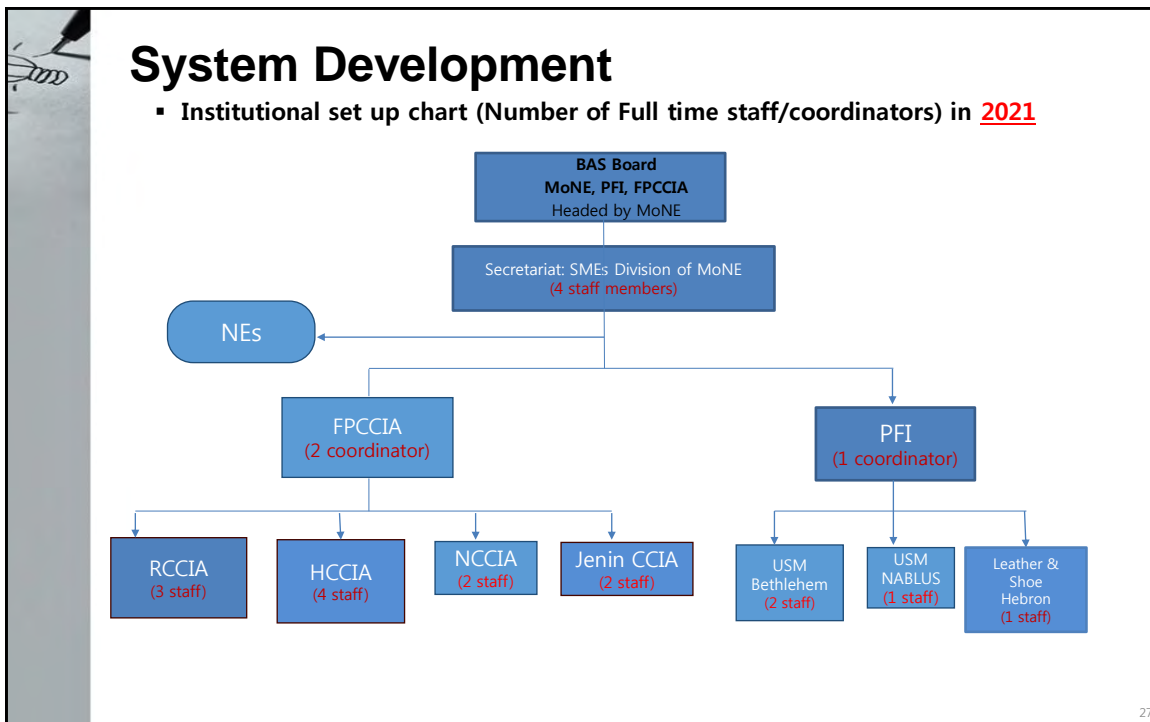 System Development
▪ Institutional set up chart (Number of Full time staff/coordinators) in 2021
BAS Board
MoNE, PFI, FPCCIA
Headed by MoNE
Secretariat: SMEs Division of MoNE
(4 staff members)
NEs
FPCCIA
(2 coordinator)
PFI
(1 coordinator)
RCCIA
(3 staff)
HCCIA
(4 staff)
NCCIA
(2 staff)
Jenin CCIA
(2 staff)
USM
Bethlehem
(2 staff)
USM
NABLUS
(1 staff)
Leather &
Shoe
Hebron
(1 staff)
27